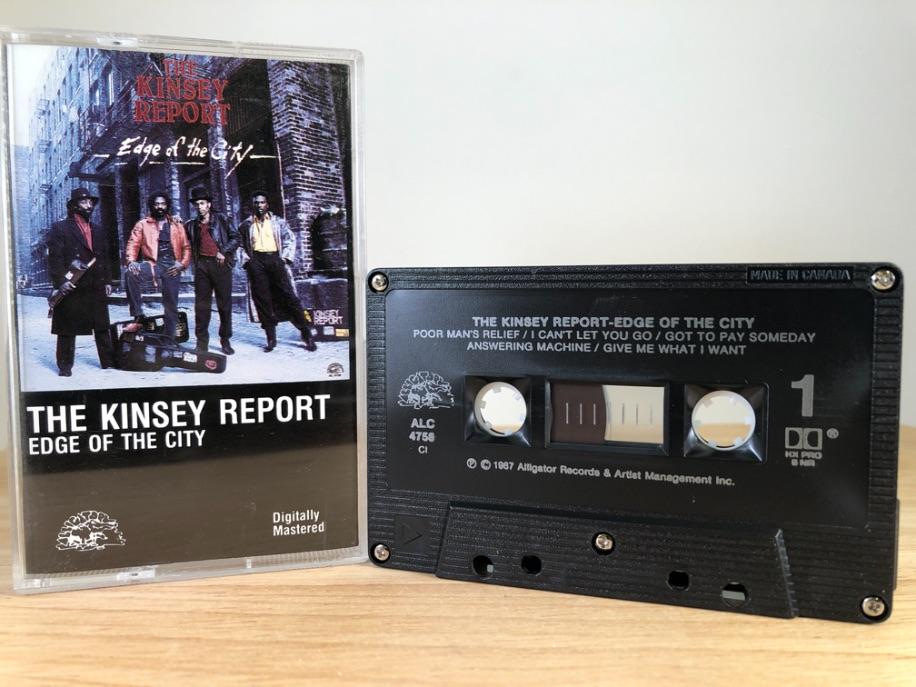 THE
KINSEY
REPORT
Edge of the City
KINSEY
REPORT
THE KINSEY REPORT
EDGE OF THE CITY
Digitally
Mastered
MADE IN CANADA
THE KINSEY REPORT-EDGE OF THE CITY
POOR MAN'S RELIEF / I CAN'T LET YOU GO / GOT TO PAY SOMEDAY
ANSWERING MACHINE / GIVE ME WHAT I WANT
1
ALC
4758
CI
HX PRO
B NR
℗ © 1987 Alligator Records & Artist Management Inc.